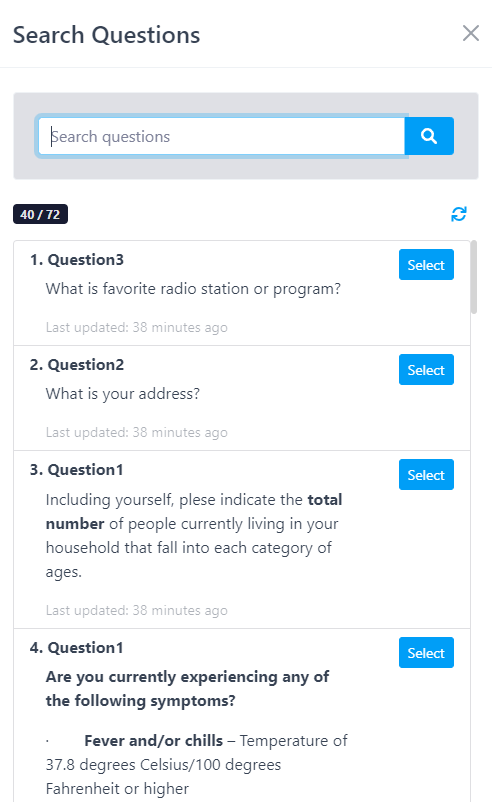 Search Questions
Search questions
40 / 72
1. Question3
Select
What is favorite radio station or program?
Last updated: 38 minutes ago
2. Question2
Select
What is your address?
Last updated: 38 minutes ago
3. Question1
Select
Including yourself, plese indicate the total
number of people currently living in your
household that fall into each category of
ages.
Last updated: 38 minutes ago
4. Question1
Select
Are you currently experiencing any of
the following symptoms?
· Fever and/or chills – Temperature of
37.8 degrees Celsius/100 degrees
Fahrenheit or higher